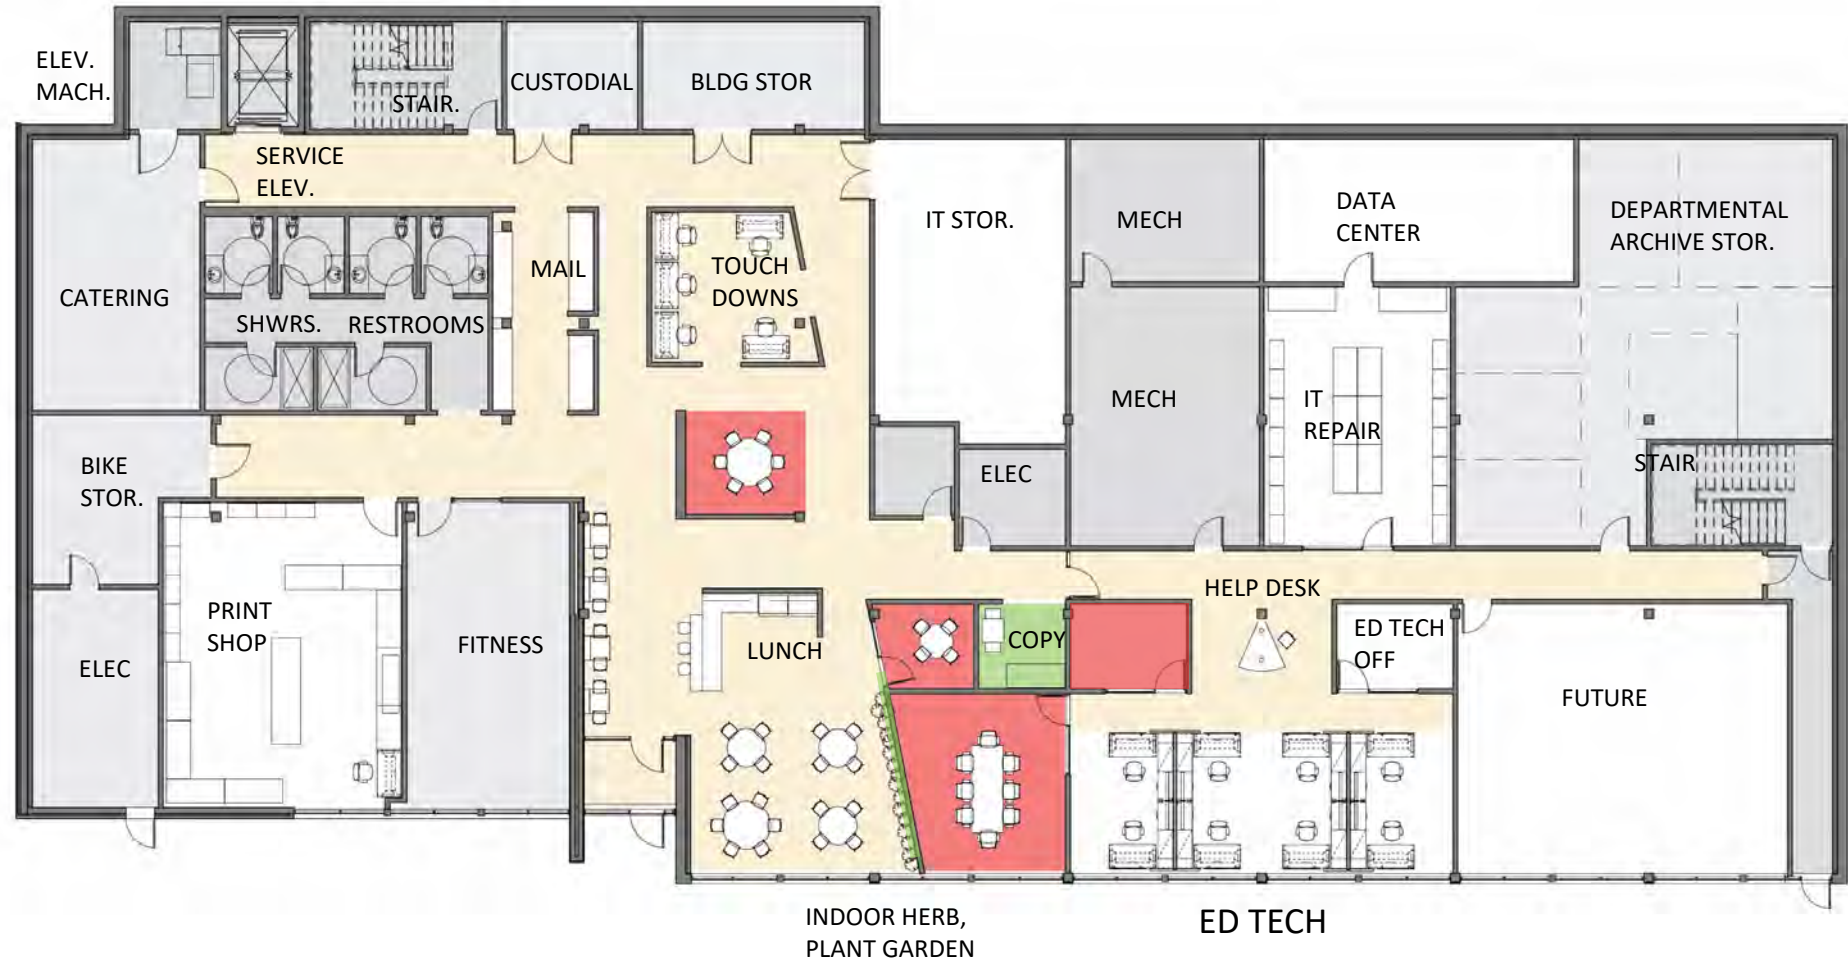 ELEV.
MACH.
STAIR.
CUSTODIAL
BLDG STOR
SERVICE
ELEV.
CATERING
SHWRS.
RESTROOMS
MAIL
TOUCH
DOWNS
IT STOR.
MECH
DATA
CENTER
DEPARTMENTAL
ARCHIVE STOR.
BIKE
STOR.
ELEC
MECH
IT
REPAIR
STAIR
PRINT
SHOP
ELEC
FITNESS
LUNCH
COPY
HELP DESK
ED TECH
OFF
FUTURE
INDOOR HERB,
PLANT GARDEN
ED TECH